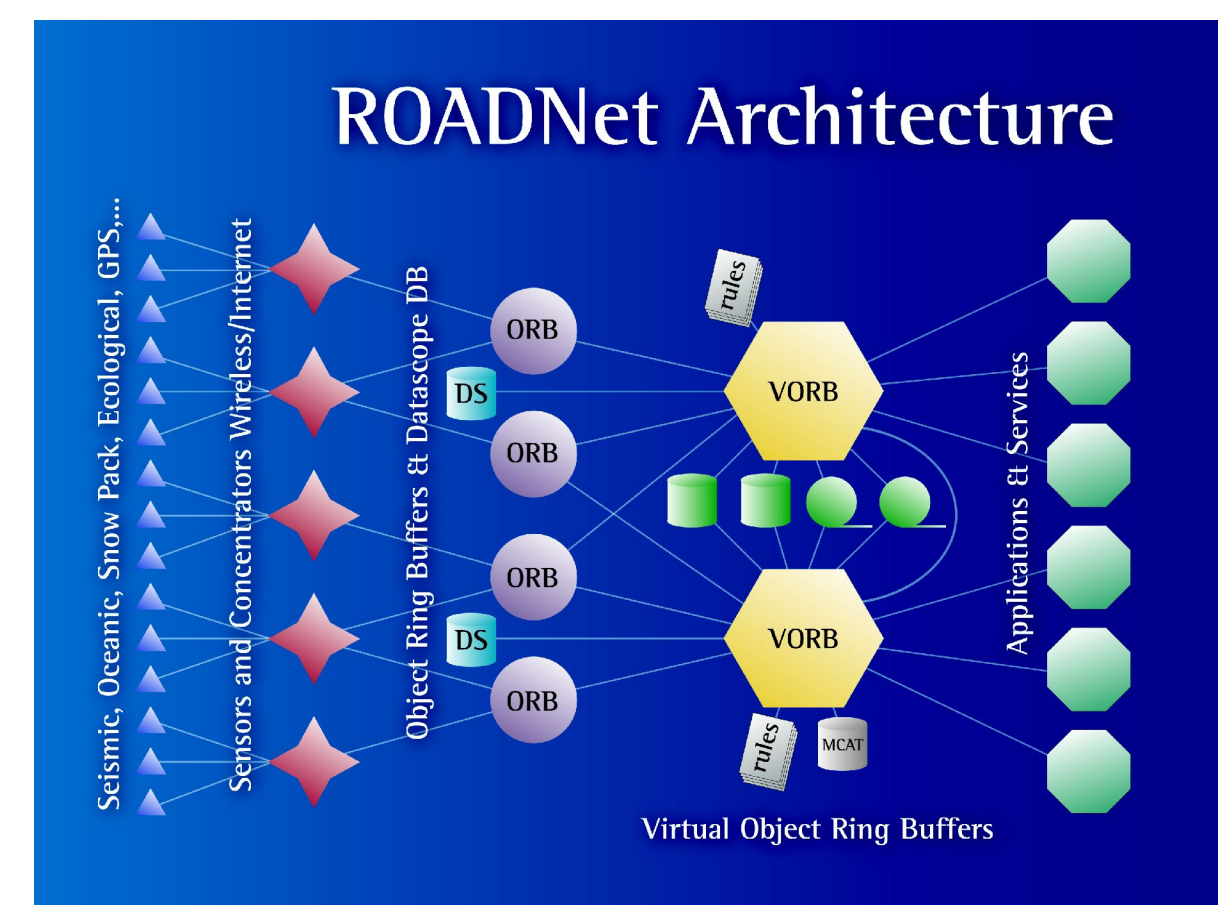 ROADNet Architecture
Seismic, Oceanic, Snow Pack, Ecological, GPS,...
Sensors and Concentrators Wireless/Internet
Object Ring Buffers & Datascope DB
ORB
DS
ORB
ORB
DS
ORB
rules
VORB
VORB
rules
MCAT
Virtual Object Ring Buffers
Applications & Services